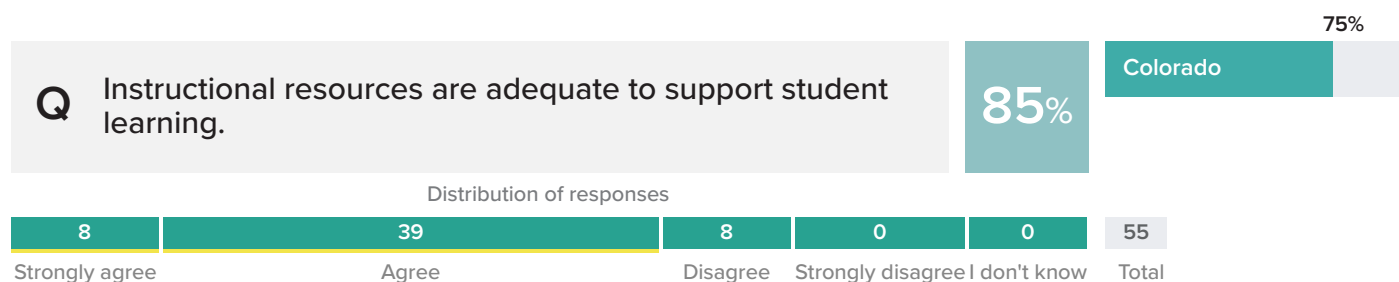 75%
Q
Instructional resources are adequate to support student
learning.
85%
Colorado
Distribution of responses
8 39 8 0 0 55
Strongly agree Agree Disagree Strongly disagree I don't know Total